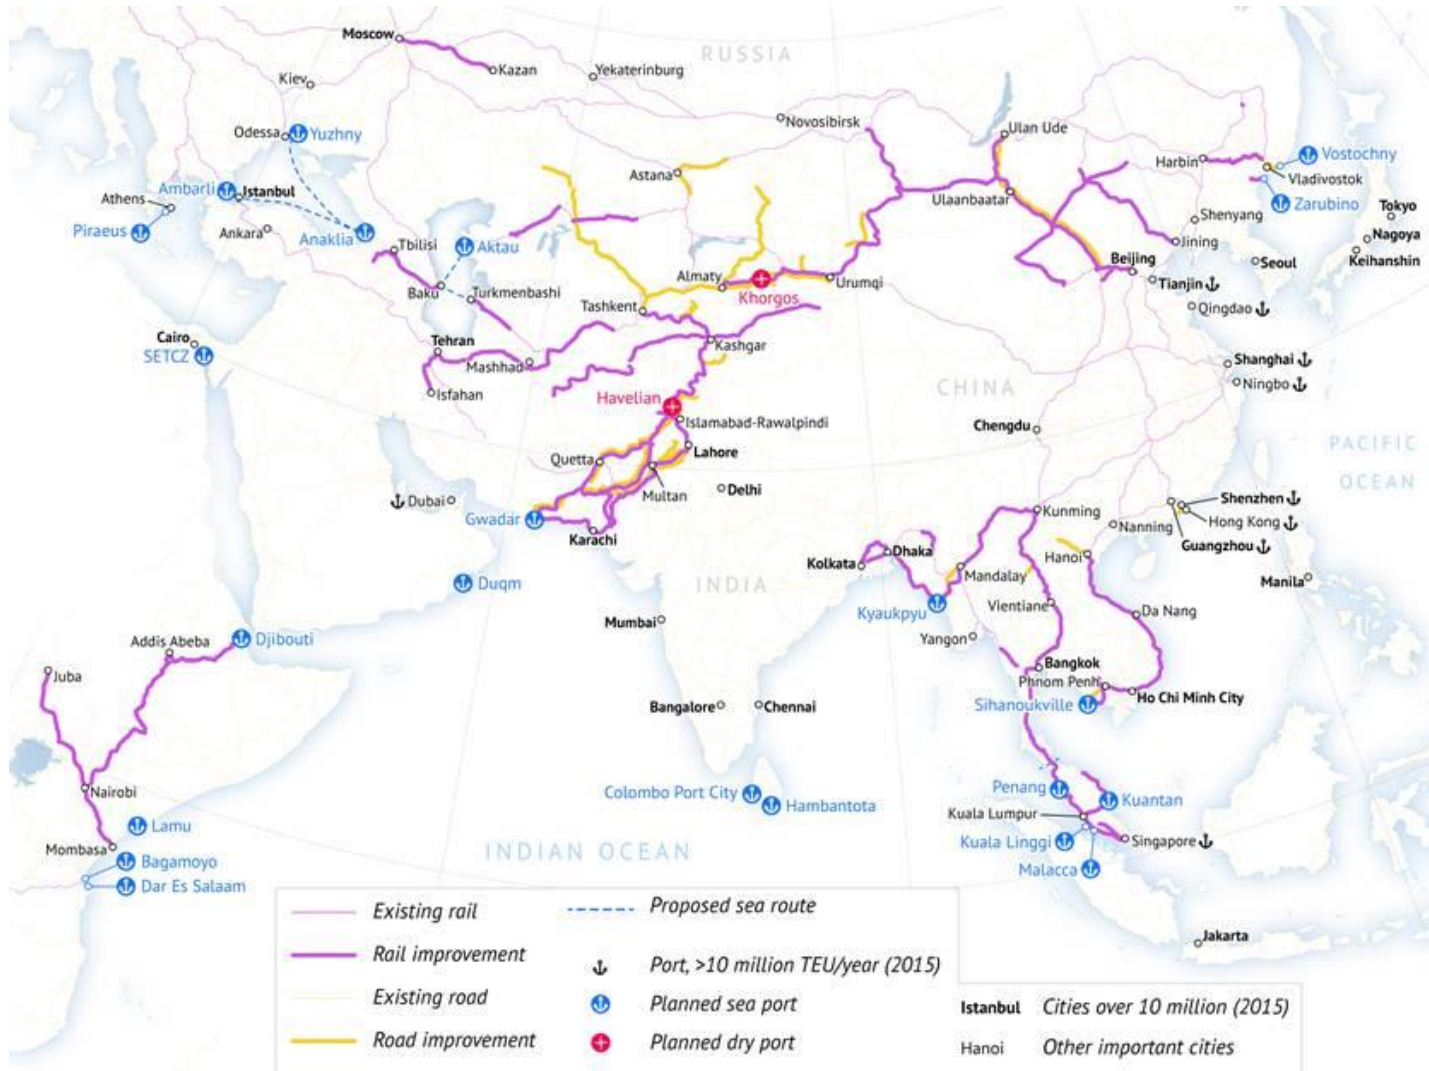 Moscow
RUSSIA
Kazan
Yekaterinburg
Kiev
Novosibirsk
Ulan Ude
Odessa
Yuzhny
Harbin
Vostochny
Vladivostok
Astana
Ambarli
Istanbul
Athens
Ulaanbaatar
Zarubino
Tokyo
Piraeus
Ankara
Anaklia
Shenyang
Nagoya
Tbilisi
Aktau
Jining
Keihanshin
Beijing
Seoul
Almaty
Khorgos
Urumqi
Tianjin
Baku
Turkmenbashi
Tashkent
Qingdao
Cairo
SETCZ
Tehran
Kashgar
Mashhad
Shanghai
Ningbo
Isfahan
CHINA
Havelian
Islamabad-Rawalpindi
Chengdu
PACIFIC
OCEAN
Quetta
Lahore
Multan
Delhi
Dubai
Shenzhen
Gwadar
Karachi
Kunming
Nanning
Hong Kong
Guangzhou
Kolkata
Dhaka
Hanoi
Mandalay
Manila
Duqm
INDIA
Kyaukpyu
Vientiane
Da Nang
Mumbai
Yangon
Addis Abeba
Djibouti
Juba
Bangkok
Phnom Penh
Ho Chi Minh City
Sihanoukville
Bangalore
Chennai
Nairobi
Colombo Port City
Hambantota
Penang
Kuantan
Kuala Lumpur
Lamu
Mombasa
INDIAN OCEAN
Kuala Linggi
Singapore
Bagamoyo
Malacca
Dar Es Salaam
Jakarta
Existing rail
Rail improvement
Existing road
Road improvement
Proposed sea route
Port, >10 million TEU/year (2015)
Planned sea port
Planned dry port
Istanbul Cities over 10 million (2015)
Hanoi Other important cities